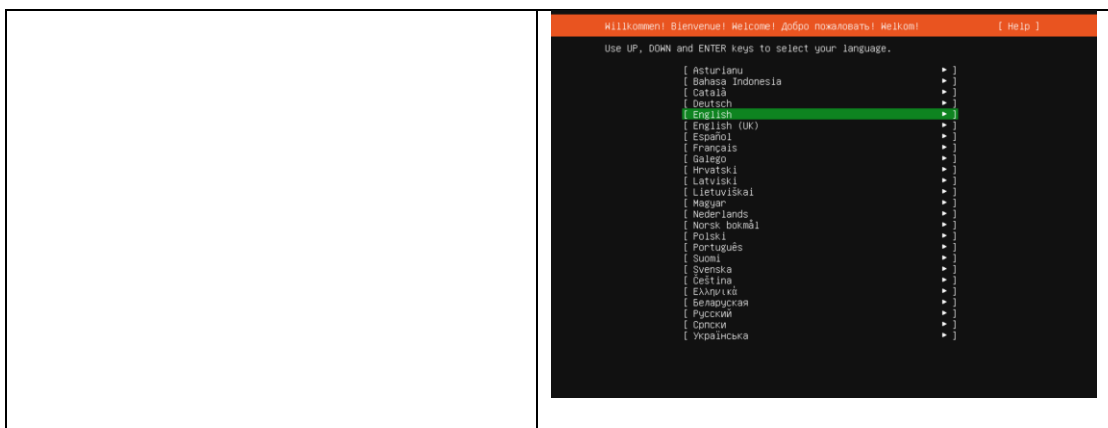 Willkommen! Bienvenue! Welcome! Добро пожаловать! Welkom! [ Help ]
Use UP, DOWN and ENTER keys to select your language.
[ Asturianu ► ]
[ Bahasa Indonesia ► ]
[ Català ► ]
[ Deutsch ► ]
[ English ► ]
[ English (UK) ► ]
[ Español ► ]
[ Français ► ]
[ Galego ► ]
[ Hrvatski ► ]
[ Latviski ► ]
[ Lietuviškai ► ]
[ Magyar ► ]
[ Nederlands ► ]
[ Norsk bokmål ► ]
[ Polski ► ]
[ Português ► ]
[ Suomi ► ]
[ Svenska ► ]
[ Čeština ► ]
[ Ελληνικά ► ]
[ Беларуская ► ]
[ Русский ► ]
[ Српски ► ]
[ Українська ► ]